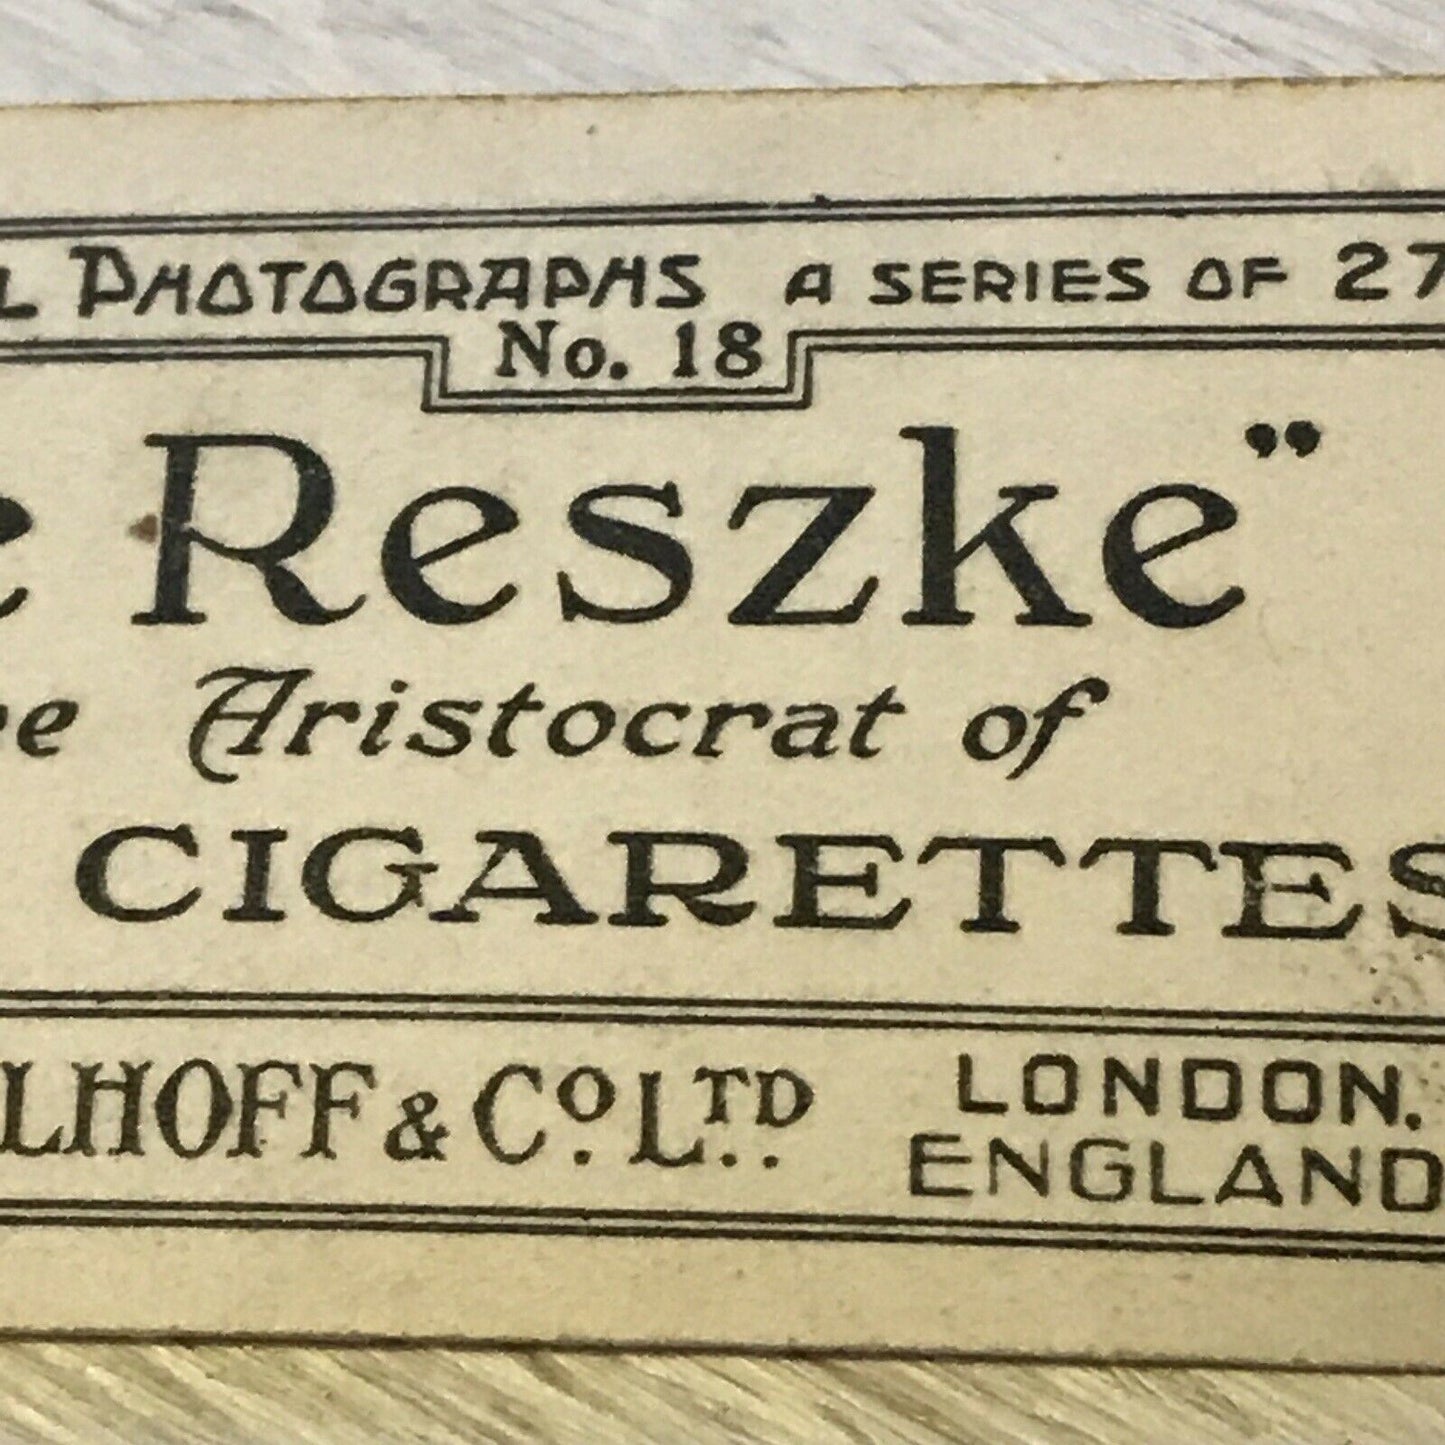 L PHOTOGRAPHS A SERIES OF 27
No. 18
e Reszke”
e Aristocrat of
CIGARETTES
LHOFF & Co. LTD.. LONDON.
ENGLAND